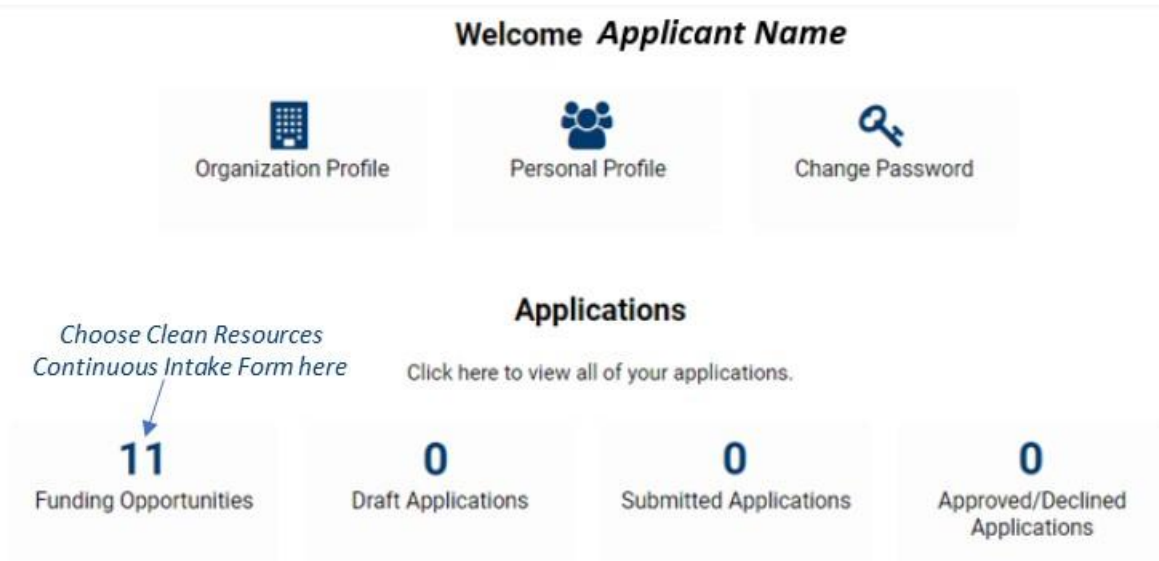 Welcome Applicant Name
Organization Profile
Personal Profile
Change Password
Applications
Choose Clean Resources
Continuous Intake Form here
Click here to view all of your applications.
11
Funding Opportunities
0
Draft Applications
0
Submitted Applications
0
Approved/Declined
Applications